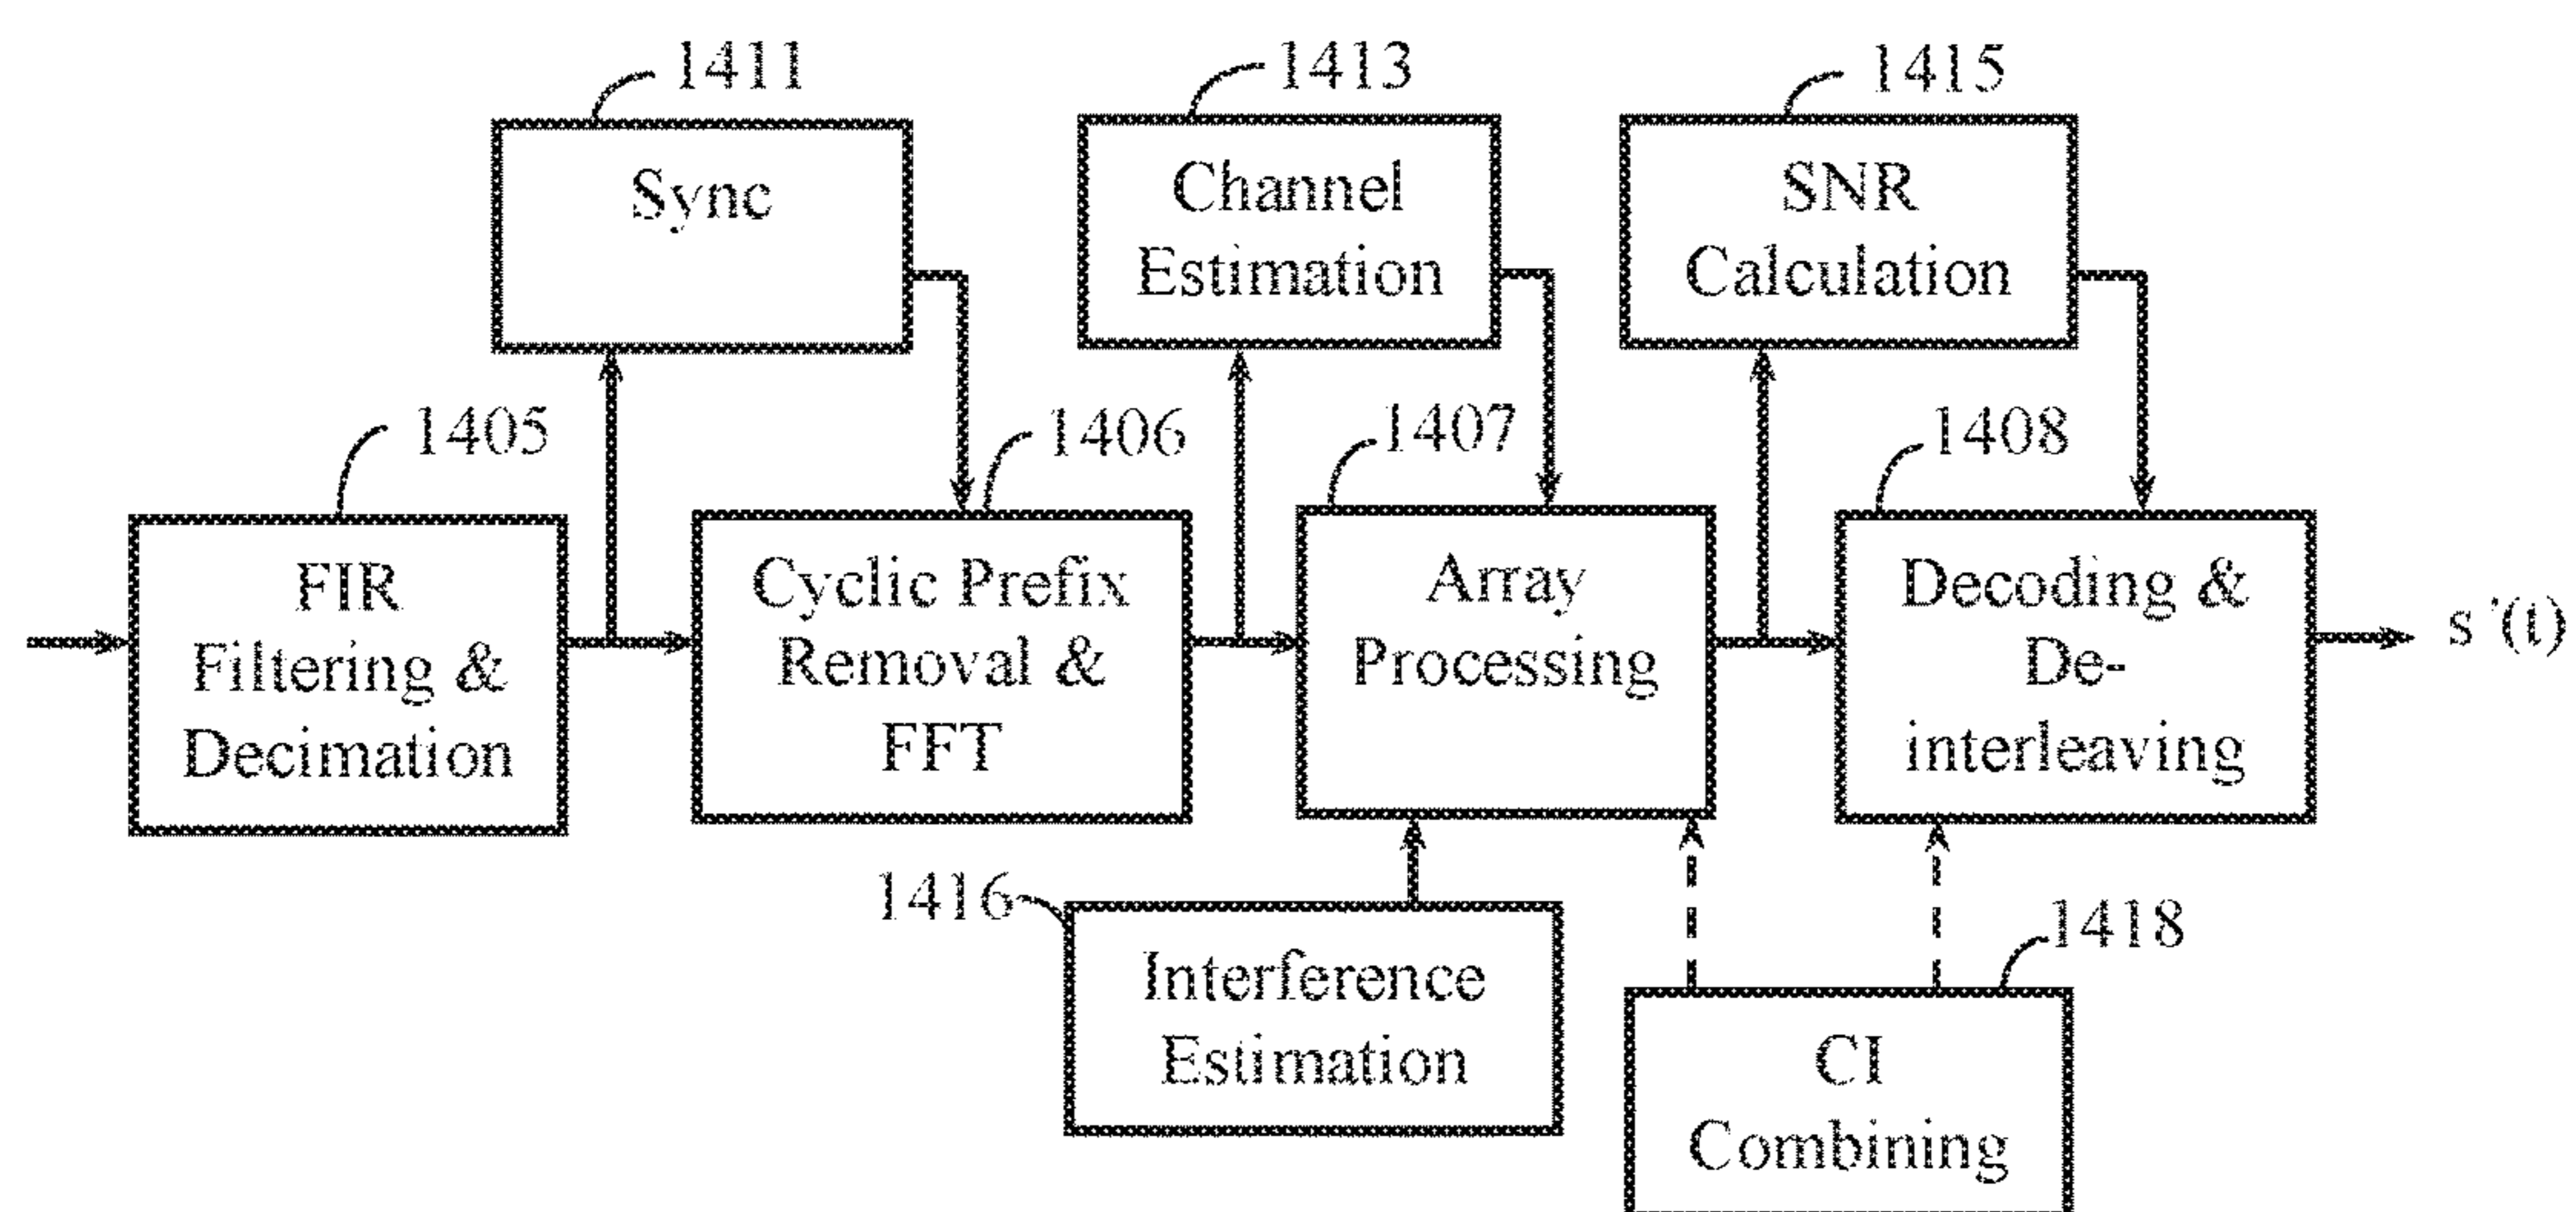 1411
1413
1415
Sync
Channel
Estimation
SNR
Calculation
1405
1406
1407
1408
FIR
Filtering &
Decimation
Cyclic Prefix
Removal &
FFT
Array
Processing
Decoding &
De-
interleaving
s'(t)
1416
1418
Interference
Estimation
CI
Combining